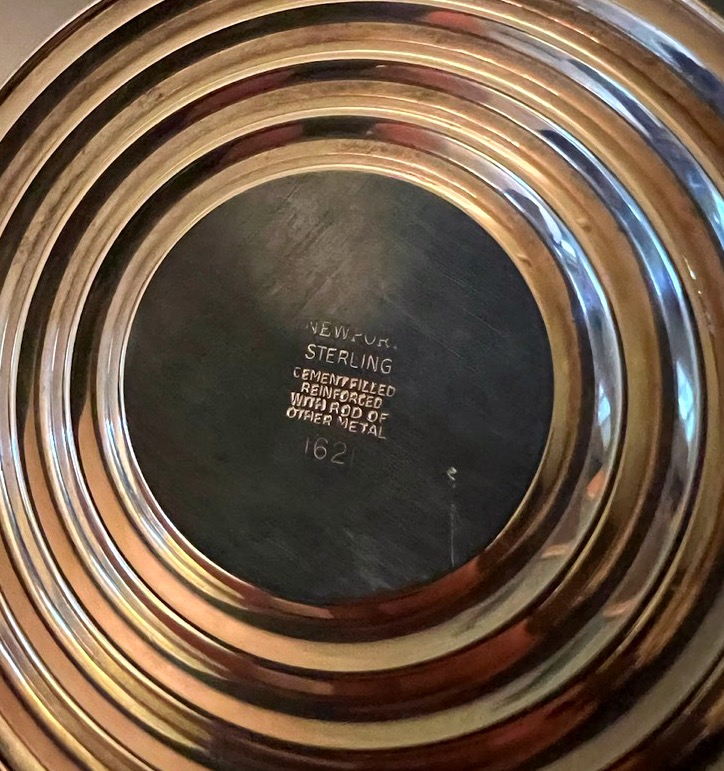 NEWPORT
STERLING
CEMENT FILLED
REINFORCED
WITH ROD OF
OTHER METAL
1621